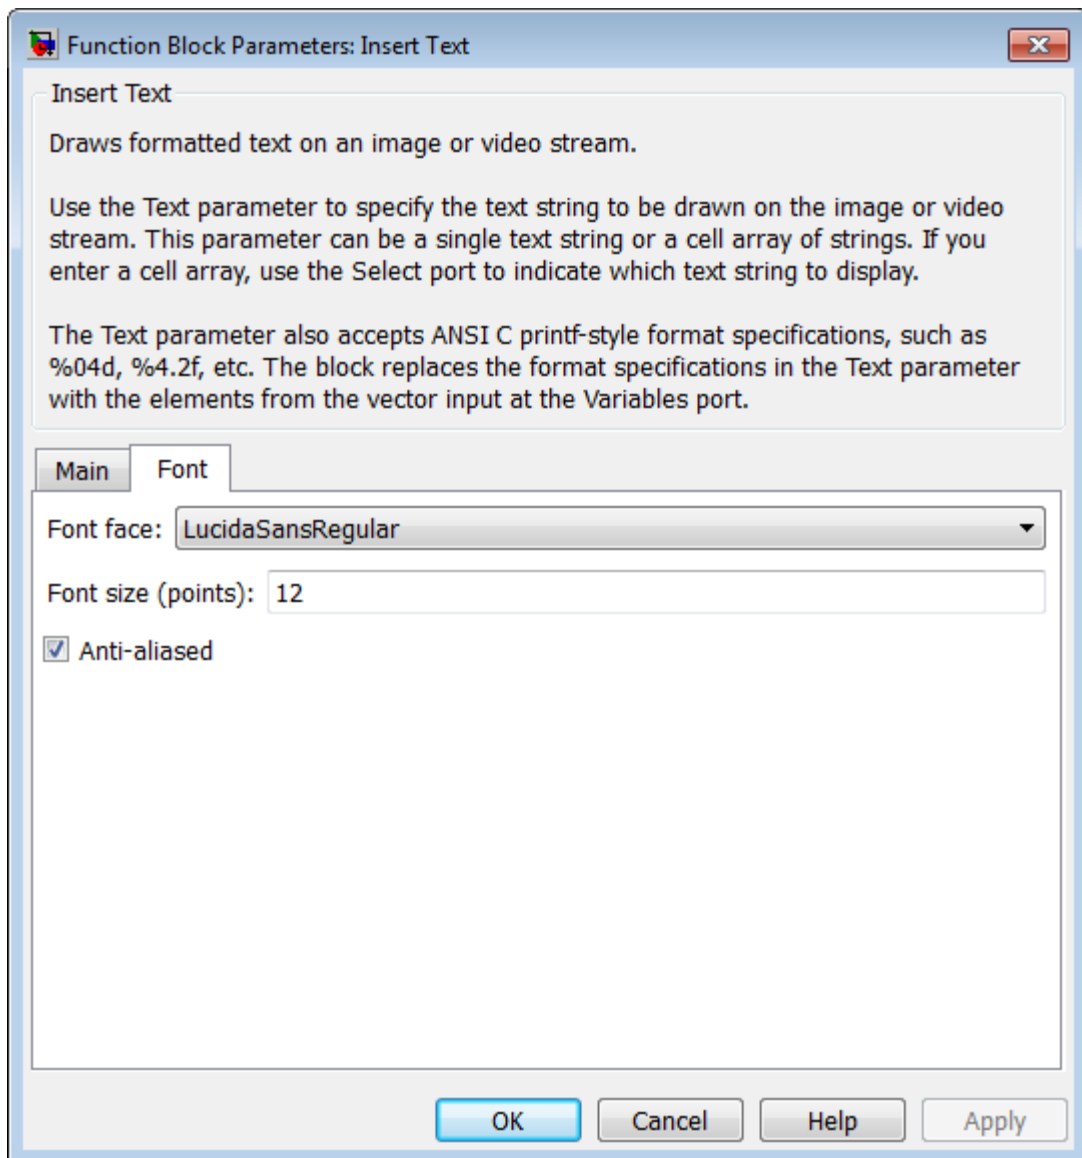 Function Block Parameters: Insert Text
Insert Text
Draws formatted text on an image or video stream.
Use the Text parameter to specify the text string to be drawn on the image or video
stream. This parameter can be a single text string or a cell array of strings. If you
enter a cell array, use the Select port to indicate which text string to display.
The Text parameter also accepts ANSI C printf-style format specifications, such as
%04d, %4.2f, etc. The block replaces the format specifications in the Text parameter
with the elements from the vector input at the Variables port.
Main Font
Font face: LucidaSansRegular
Font size (points): 12
Anti-aliased
OK Cancel Help Apply